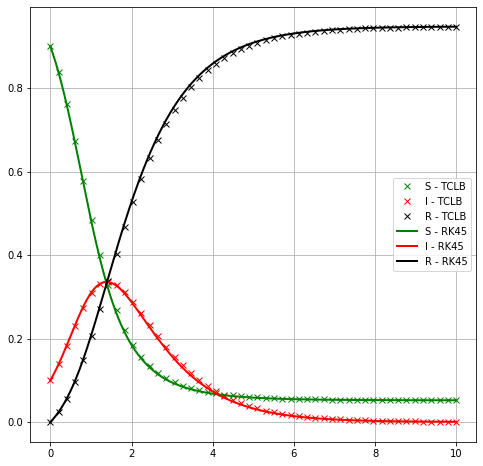 0.8
0.6
0.4
0.2
0.0
0
2
4
6
8
10
S - TCLB
I - TCLB
R - TCLB
S - RK45
I - RK45
R - RK45